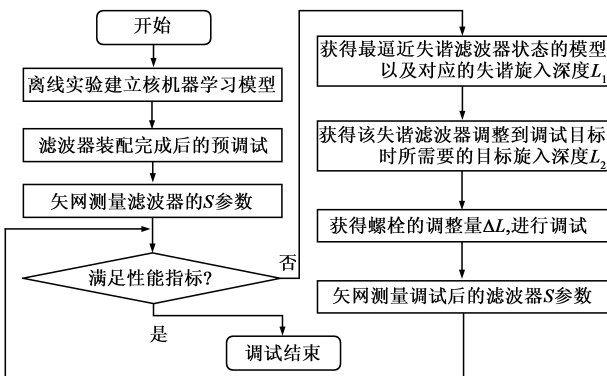 开始
离线实验建立核机器学习模型
滤波器装配完成后的预调试
矢网测量滤波器的S参数
满足性能指标?
否
是
调试结束
获得最逼近失谐滤波器状态的模型
以及对应的失谐旋入深度L1
获得该失谐滤波器调整到调试目标
时所需要的目标旋入深度L2
获得螺栓的调整量ΔL,进行调试
矢网测量调试后的滤波器S参数